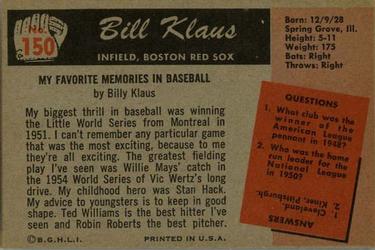 No.
150
Bill Klaus
INFIELD, BOSTON RED SOX
Born: 12/9/28
Spring Grove, Ill.
Height: 5-11
Weight: 175
Bats: Right
Throws: Right
MY FAVORITE MEMORIES IN BASEBALL
by Billy Klaus
My biggest thrill in baseball was winning
the Little World Series from Montreal in
1951. I can't remember any particular game
that was the most exciting, because to
me they're all exciting. The greatest fielding
play I've seen was Willie Mays' catch in
the 1954 World Series of Vic Wertz's long
drive. My childhood hero was Stan Hack.
My advice to youngsters is to keep in good
shape. Ted Williams is the best hitter I've
seen and Robin Roberts the best pitcher.
©B.G.H.L.I.
PRINTED IN U.S.A.
QUESTIONS
1. What club was the
winner of the
American League
pennant in 1948?
2. Who was the home
run leader for the
National League
in 1950?
1. Cleveland.
2. Kiner, Pittsburgh.
ANSWERS